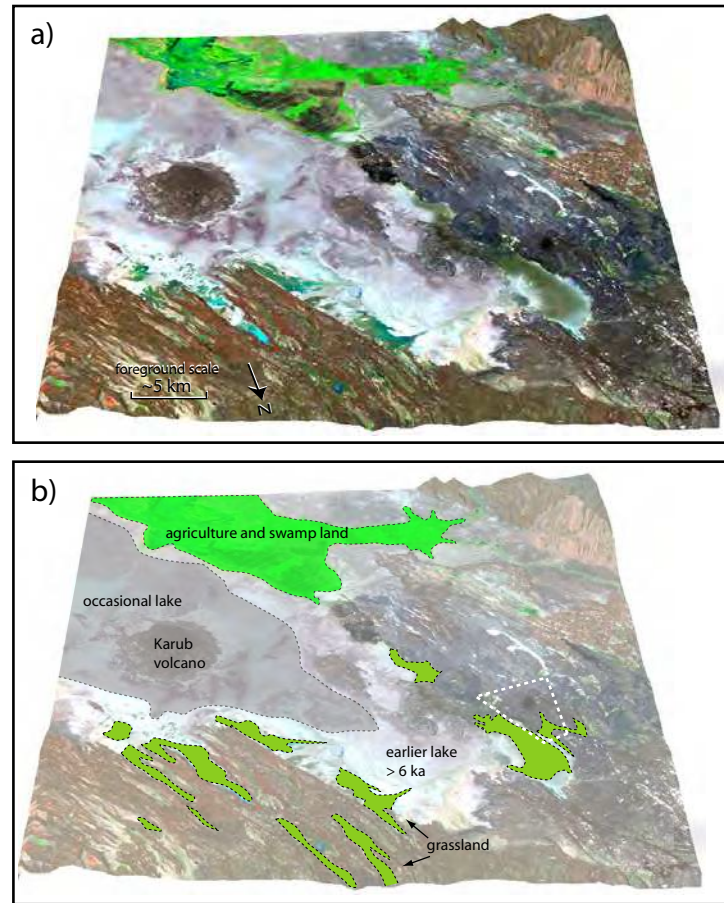 a)
foreground scale
~5 km
N
b)
agriculture and swamp land
occasional lake
Karub
volcano
earlier lake
> 6 ka
grassland